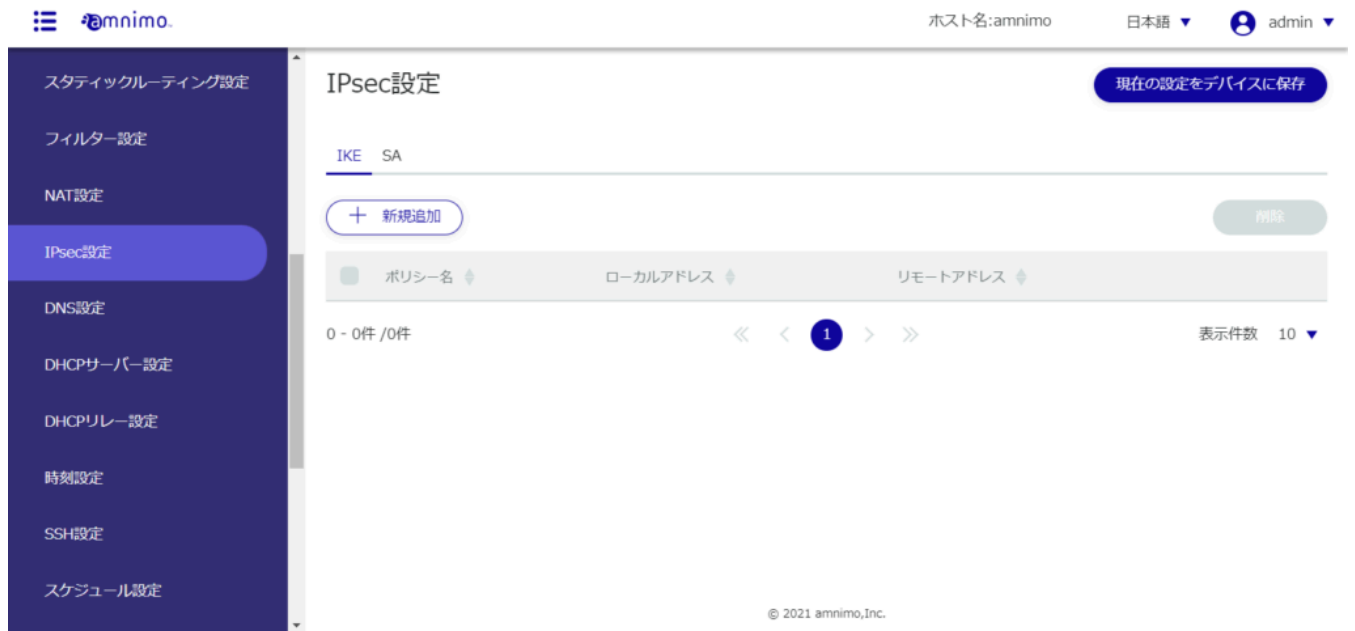 amnimo
ホスト名:amnimo
日本語 ▼
admin ▼
スタティックルーティング設定
フィルター設定
NAT設定
IPsec設定
DNS設定
DHCPサーバー設定
DHCPリレー設定
時刻設定
SSH設定
スケジュール設定
IPsec設定
現在の設定をデバイスに保存
IKE SA
+ 新規追加
削除
ポリシー名 ローカルアドレス リモートアドレス
0 - 0件 /0件
≪ < 1 > ≫
表示件数 10 ▼
© 2021 amnimo,Inc.